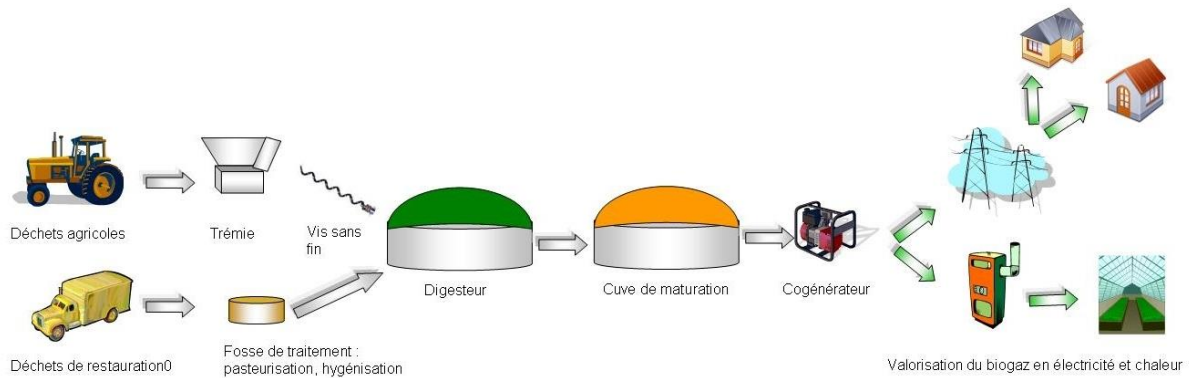 Déchets agricoles
Trémie
Vis sans
fin
Digesteur
Cuve de maturation
Cogénérateur
Déchets de restauration0
Fosse de traitement :
pasteurisation, hygénisation
Valorisation du biogaz en électricité et chaleur